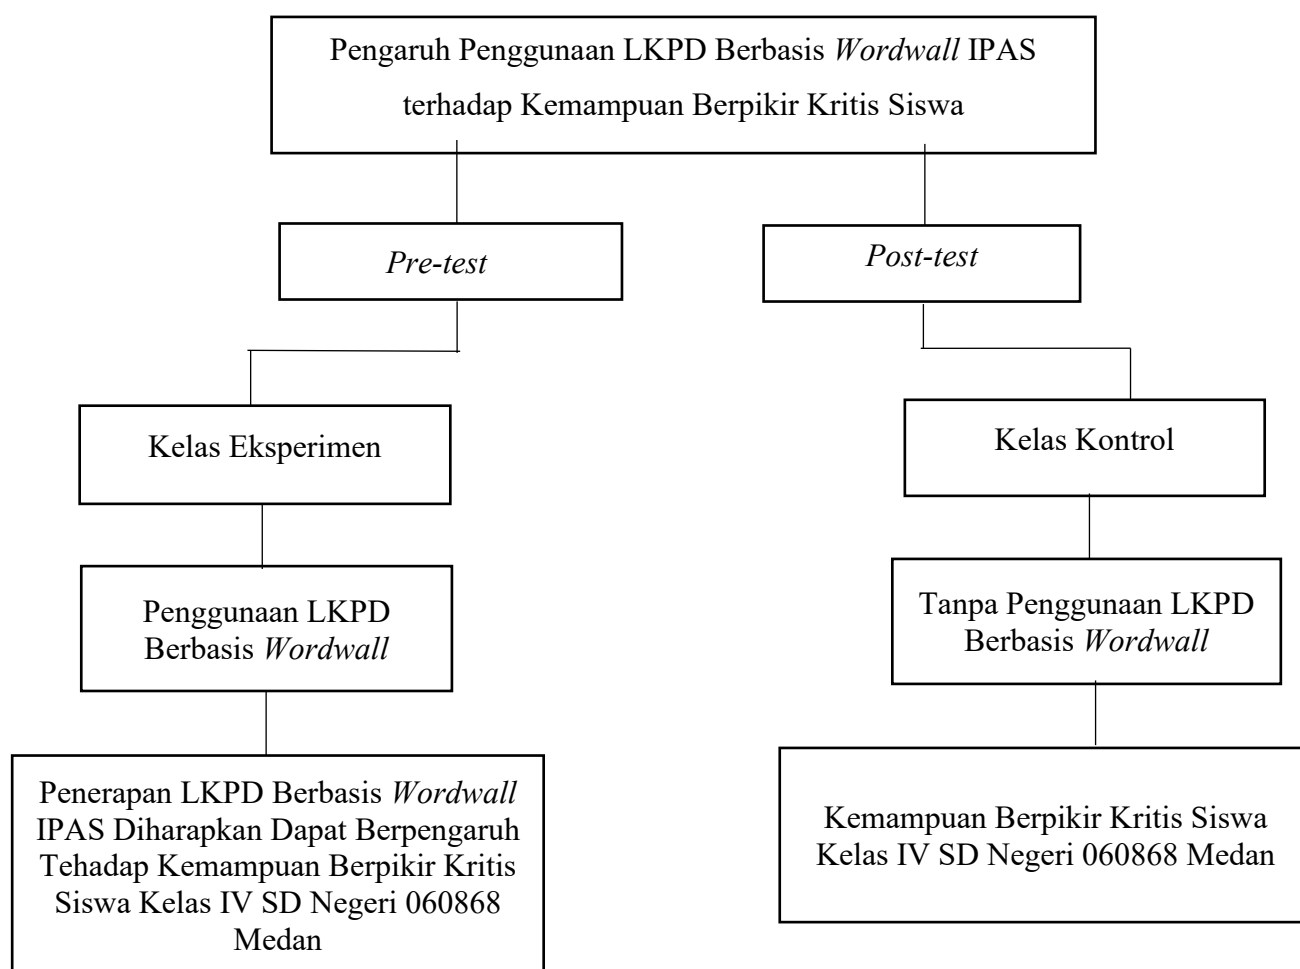 Pengaruh Penggunaan LKPD Berbasis Wordwall IPAS
terhadap Kemampuan Berpikir Kritis Siswa
Pre-test
Post-test
Kelas Eksperimen
Kelas Kontrol
Penggunaan LKPD
Berbasis Wordwall
Tanpa Penggunaan LKPD
Berbasis Wordwall
Penerapan LKPD Berbasis Wordwall
IPAS Diharapkan Dapat Berpengaruh
Tehadap Kemampuan Berpikir Kritis
Siswa Kelas IV SD Negeri 060868
Medan
Kemampuan Berpikir Kritis Siswa
Kelas IV SD Negeri 060868 Medan